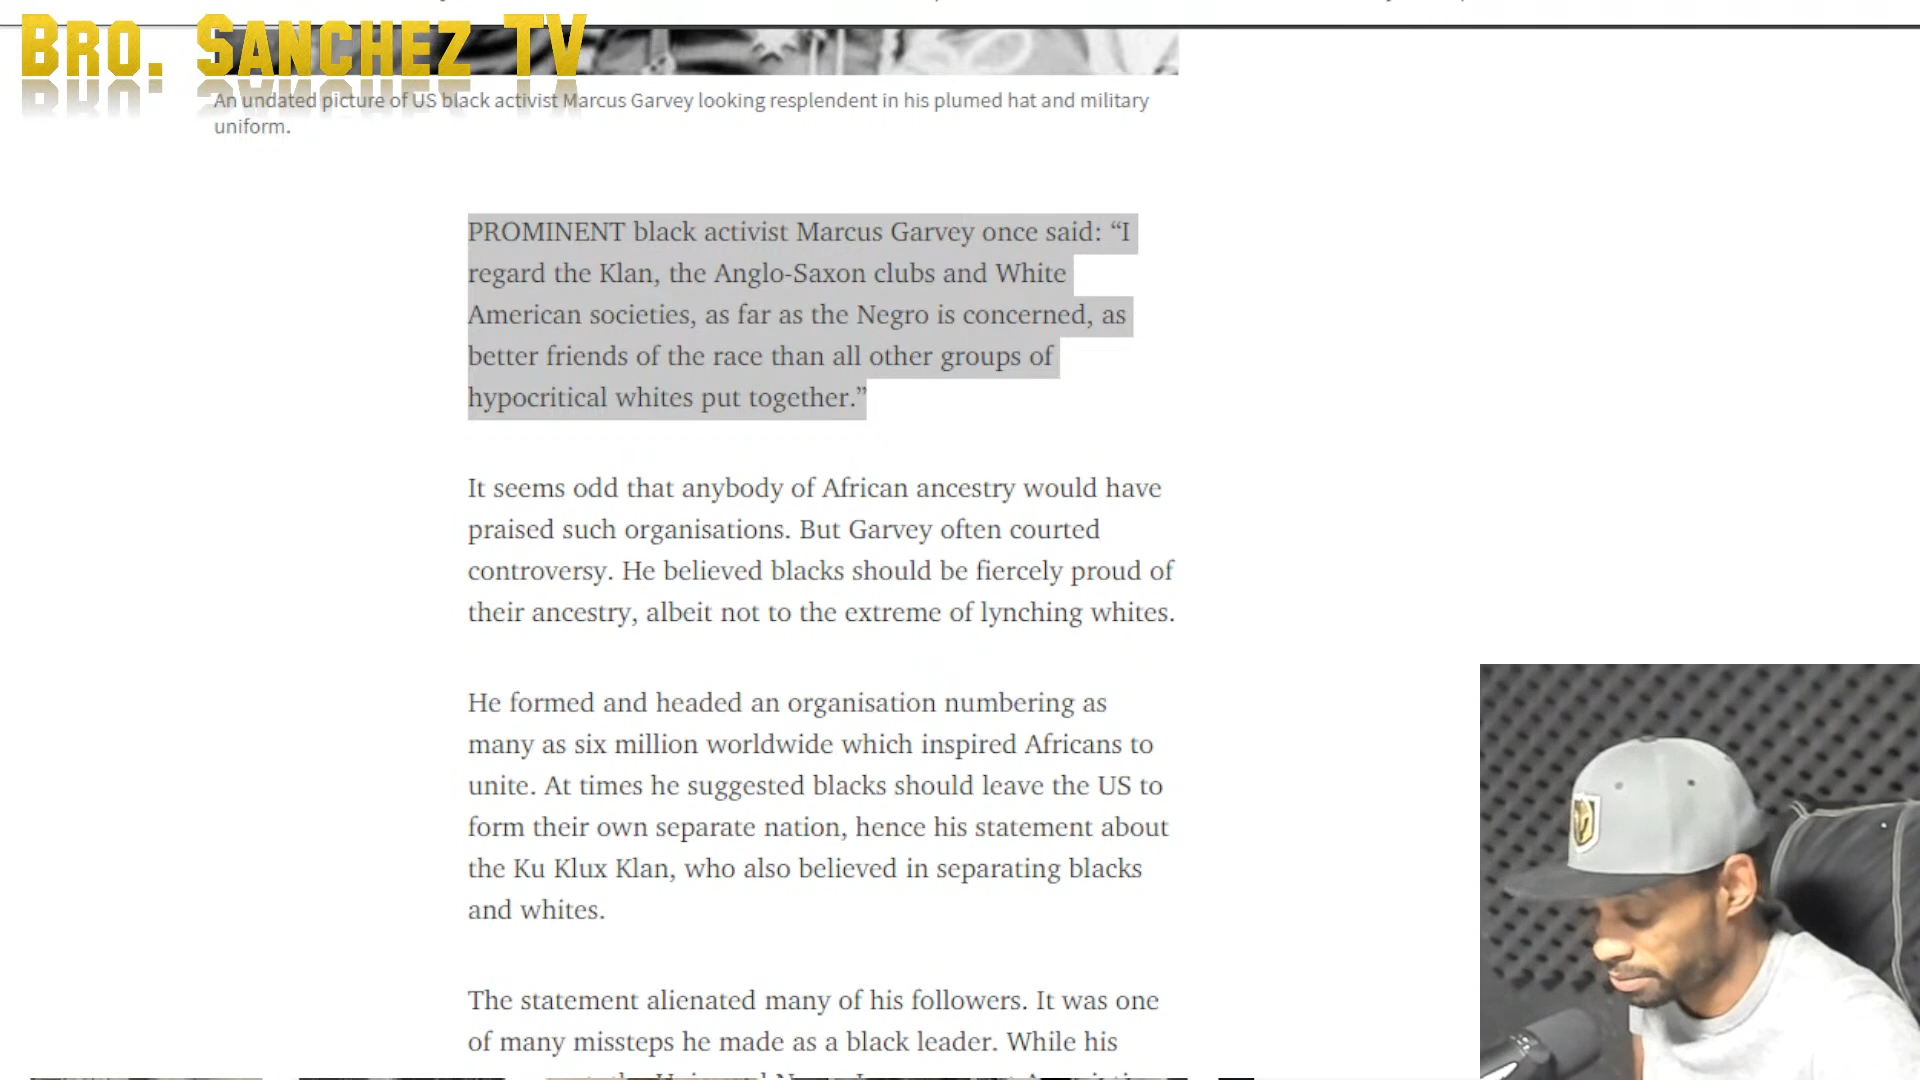 BRO. SANCHEZ TV
An undated picture of US black activist Marcus Garvey looking resplendent in his plumed hat and military
uniform.
PROMINENT black activist Marcus Garvey once said: “I
regard the Klan, the Anglo-Saxon clubs and White
American societies, as far as the Negro is concerned, as
better friends of the race than all other groups of
hypocritical whites put together.”
It seems odd that anybody of African ancestry would have
praised such organisations. But Garvey often courted
controversy. He believed blacks should be fiercely proud of
their ancestry, albeit not to the extreme of lynching whites.
He formed and headed an organisation numbering as
many as six million worldwide which inspired Africans to
unite. At times he suggested blacks should leave the US to
form their own separate nation, hence his statement about
the Ku Klux Klan, who also believed in separating blacks
and whites.
The statement alienated many of his followers. It was one
of many missteps he made as a black leader. While his